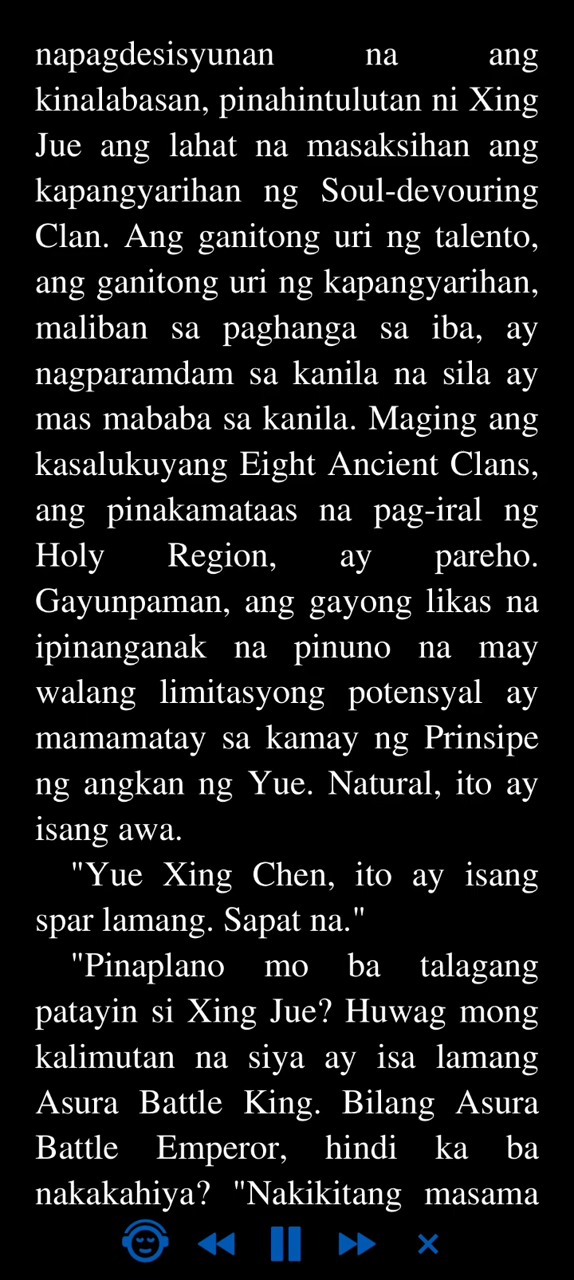 napagdesisyunan na ang
kinalabasan, pinahintulutan ni Xing
Jue ang lahat na masaksihan ang
kapangyarihan ng Soul-devouring
Clan. Ang ganitong uri ng talento,
ang ganitong uri ng kapangyarihan,
maliban sa paghanga sa iba, ay
nagparamdam sa kanila na sila ay
mas mababa sa kanila. Maging ang
kasalukuyang Eight Ancient Clans,
ang pinakamataas na pag-iral ng
Holy Region, ay pareho.
Gayunpaman, ang gayong likas na
ipinanganak na pinuno na may
walang limitasyong potensyal ay
mamamatay sa kamay ng Prinsipe
ng angkan ng Yue. Natural, ito ay
isang awa.
"Yue Xing Chen, ito ay isang
spar lamang. Sapat na."
"Pinaplano mo ba talagang
patayin si Xing Jue? Huwag mong
kalimutan na siya ay isa lamang
Asura Battle King. Bilang Asura
Battle Emperor, hindi ka ba
nakakahiya? "Nakikitang masama